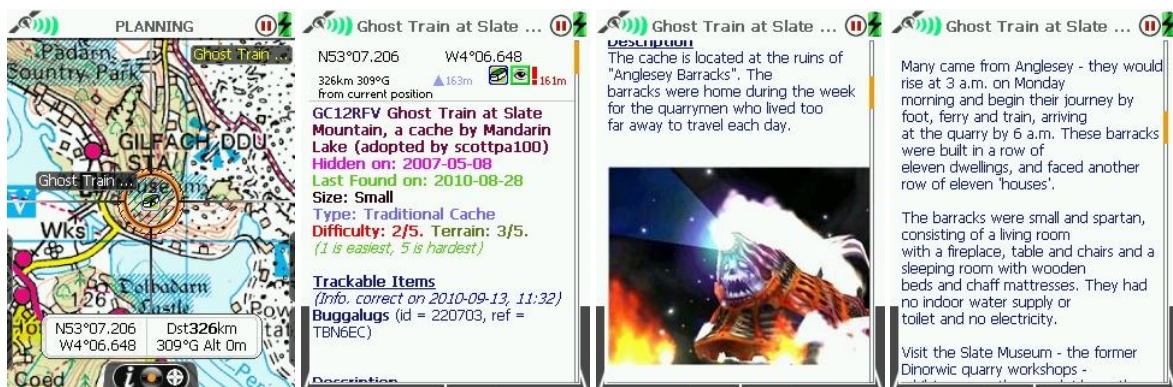 PLANNING
Padarn
Country Park
Ghost Train ...
GILFACH DDU
STA
Ghost Train ...
Museum
Wks
Dolbadarn
Castle
126
N53°07.206 Dst326km
W4°06.648 309°G Alt 0m
Coed
Ghost Train at Slate ...
N53°07.206 W4°06.648
326km 309°G 163m 161m
from current position
GC12RFV Ghost Train at Slate
Mountain, a cache by Mandarin
Lake (adopted by scottpa100)
Hidden on: 2007-05-08
Last Found on: 2010-08-28
Size: Small
Type: Traditional Cache
Difficulty: 2/5. Terrain: 3/5.
(1 is easiest, 5 is hardest)
Trackable Items
(Info. correct on 2010-09-13, 11:32)
Buggalugs (id = 220703, ref =
TBN6EC)
Description
Ghost Train at Slate ...
Description
The cache is located at the ruins of
"Anglesey Barracks". The
barracks were home during the week
for the quarrymen who lived too
far away to travel each day.
Ghost Train at Slate ...
Many came from Anglesey - they would
rise at 3 a.m. on Monday
morning and begin their journey by
foot, ferry and train, arriving
at the quarry by 6 a.m. These barracks
were built in a row of
eleven dwellings, and faced another
row of eleven 'houses'.
The barracks were small and spartan,
consisting of a living room
with a fireplace, table and chairs and a
sleeping room with wooden
beds and chaff mattresses. They had
no indoor water supply or
toilet and no electricity.
Visit the Slate Museum - the former
Dinorwic quarry workshops -